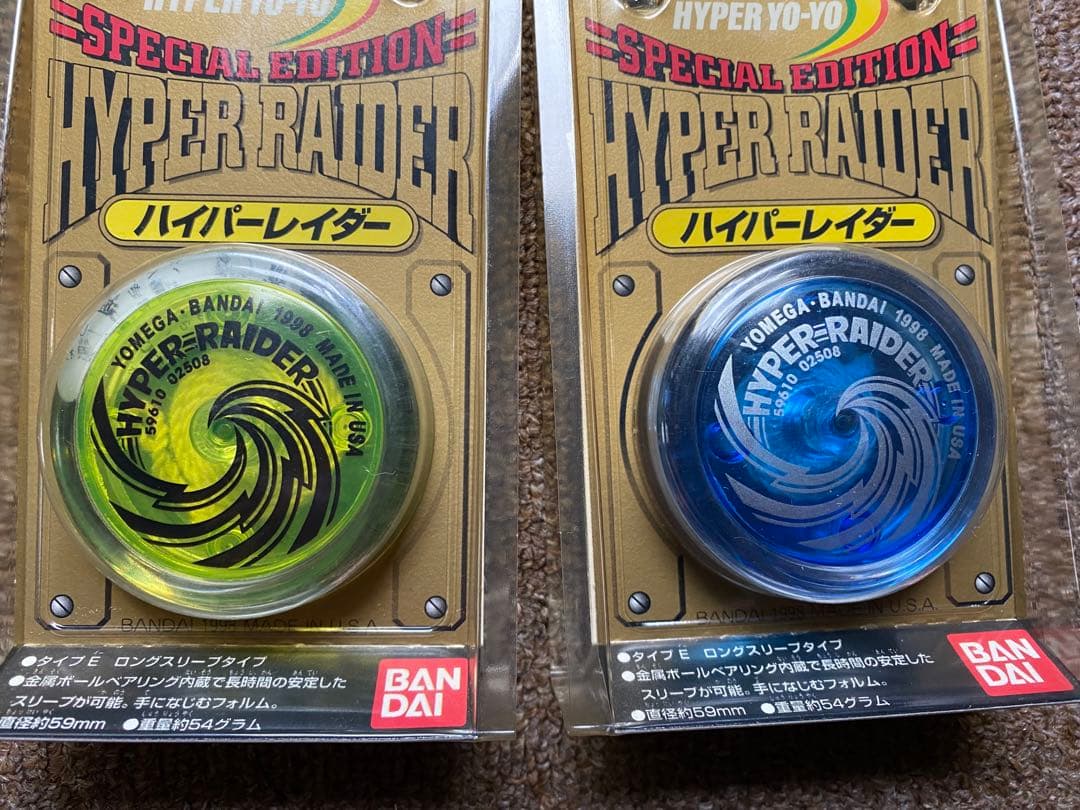 HYPER YO-YO
SPECIAL EDITION
HYPER RAIDER
ハイパーレイダー
YOMEGA・BANDAI 1998 MADE IN USA
HYPER=RAIDER
59610 02508
BANDAI 1998 MADE IN U.S.A.
●タイプE ロングスリープタイプ
●金属ボールベアリング内蔵で長時間の安定した
スリープが可能。手になじむフォルム。
直径約59mm ●重量約54グラム
BAN
DAI
HYPER YO-YO
SPECIAL EDITION
HYPER RAIDER
ハイパーレイダー
YOMEGA・BANDAI 1998 MADE IN USA
HYPER=RAIDER
59610 02508
BANDAI 1998 MADE IN U.S.A.
●タイプE ロングスリープタイプ
●金属ボールベアリング内蔵で長時間の安定した
スリープが可能。手になじむフォルム。
●直径約59mm ●重量約54グラム
BAN
DAI